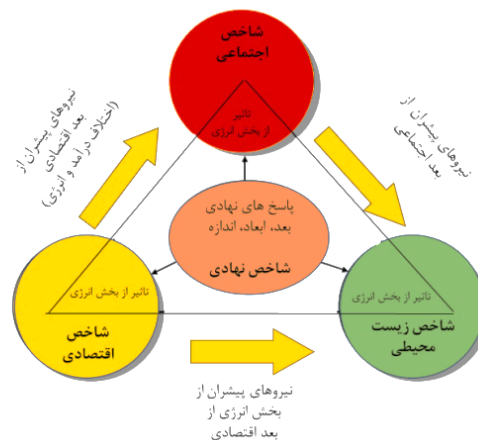 شاخص
اجتماعی
تاثیر
از بخش انرژی
نیروهای پیشران از
بعد اقتصادی
(اختلاف درآمد و انرژی)
نیروهای پیشران از
بعد اجتماعی
پاسخ های نهادی
بعد، ابعاد، اندازه
شاخص نهادی
تاثیر از بخش انرژی
شاخص
اقتصادی
تاثیر از بخش انرژی
شاخص زیست
محیطی
نیروهای پیشران از
بخش انرژی از
بعد اقتصادی